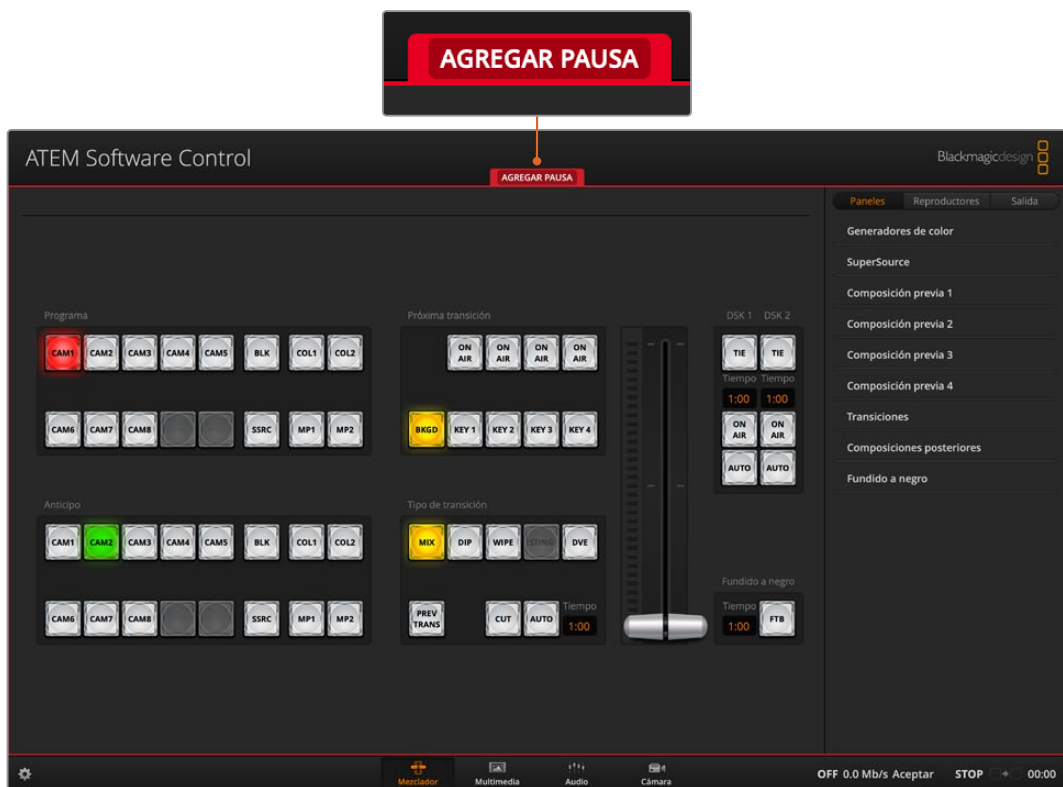 AGREGAR PAUSA
ATEM Software Control
Blackmagicdesign
AGREGAR PAUSA
Paneles Reproductores Salida
Generadores de color
SuperSource
Composición previa 1
Composición previa 2
Composición previa 3
Composición previa 4
Transiciones
Composiciones posteriores
Fundido a negro
Programa
CAM1 CAM2 CAM3 CAM4 CAM5 BLK COL1 COL2
CAM6 CAM7 CAM8 SSRC MP1 MP2
Próxima transición
ON AIR ON AIR ON AIR ON AIR
BKGD KEY 1 KEY 2 KEY 3 KEY 4
DSK 1 DSK 2
TIE TIE
Tiempo Tiempo
1:00 1:00
ON AIR ON AIR
AUTO AUTO
Anticipo
CAM1 CAM2 CAM3 CAM4 CAM5 BLK COL1 COL2
CAM6 CAM7 CAM8 SSRC MP1 MP2
Tipo de transición
MIX DIP WIPE STING DVE
PREV TRANS CUT AUTO
Tiempo
1:00
Fundido a negro
Tiempo
1:00 FTB
Mezclador Multimedia Audio Cámara
OFF 0.0 Mb/s Aceptar STOP 00:00